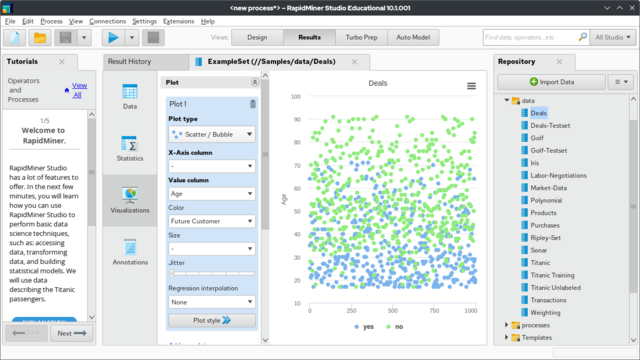 <new process*> – RapidMiner Studio Educational 10.1.001
File Edit Process View Connections Settings Extensions Help
Views: Design Results Turbo Prep Auto Model
Find data, operators...etc
All Studio
Tutorials
Operators and Processes
View All
1/5
Welcome to RapidMiner.
RapidMiner Studio
has a lot of features to
offer. In the next few
minutes, you will learn
how you can use
RapidMiner Studio to
perform basic data
science techniques,
such as: accessing
data, transforming
data, and building
statistical models. We
will use data
describing the Titanic
passengers.
Next
Result History
ExampleSet (//Samples/data/Deals)
Data
Statistics
Visualizations
Annotations
Plot
Plot 1
Plot type
Scatter / Bubble
X-Axis column
-
Value column
Age
Color
Future Customer
Size
-
Jitter
Regression interpolation
None
Plot style
Deals
Age
100
90
80
70
60
50
40
30
20
10
0
250
500
750
1000
yes
no
Repository
Import Data
data
Deals
Deals-Testset
Golf
Golf-Testset
Iris
Labor-Negotiations
Market-Data
Polynomial
Products
Purchases
Ripley-Set
Sonar
Titanic
Titanic Training
Titanic Unlabeled
Transactions
Weighting
processes
Templates